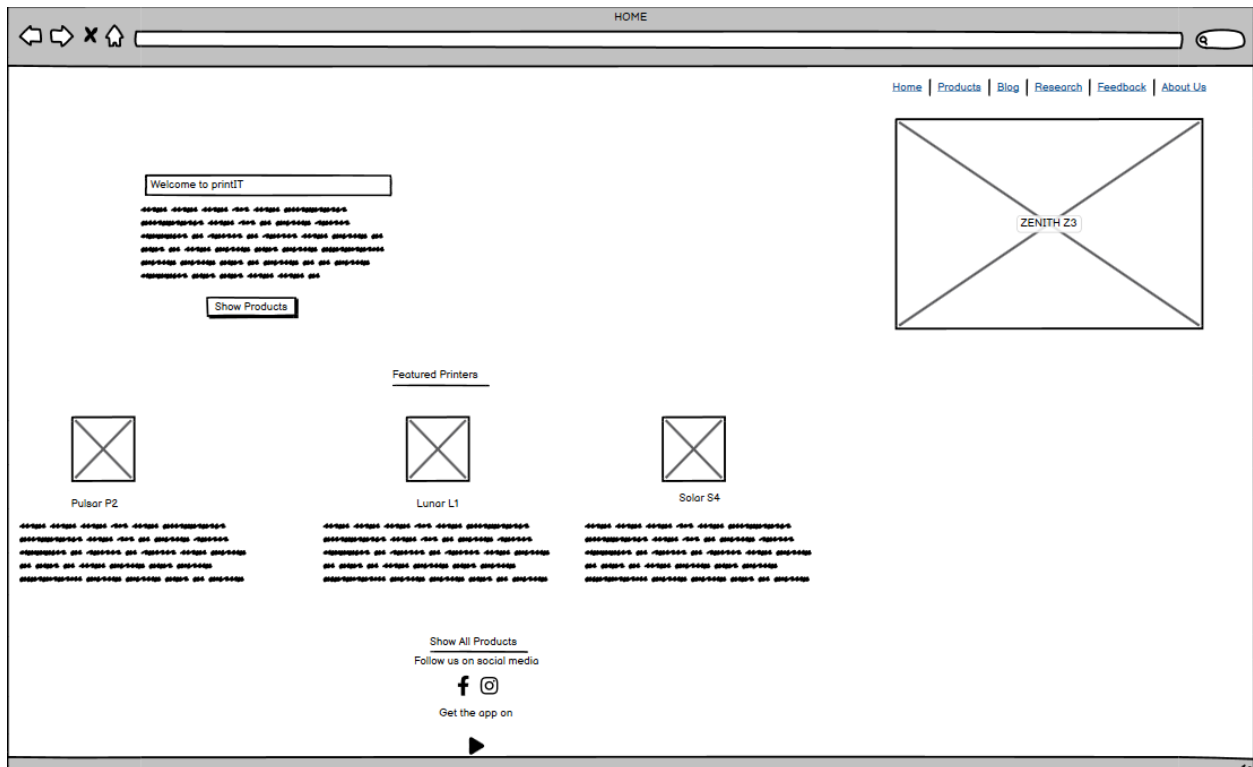 HOME
Home Products Blog Research Feedback About Us
ZENITH Z3
Welcome to printIT
Show Products
Featured Printers
Pulsar P2
Lunar L1
Solar S4
Show All Products
Follow us on social media
Get the app on